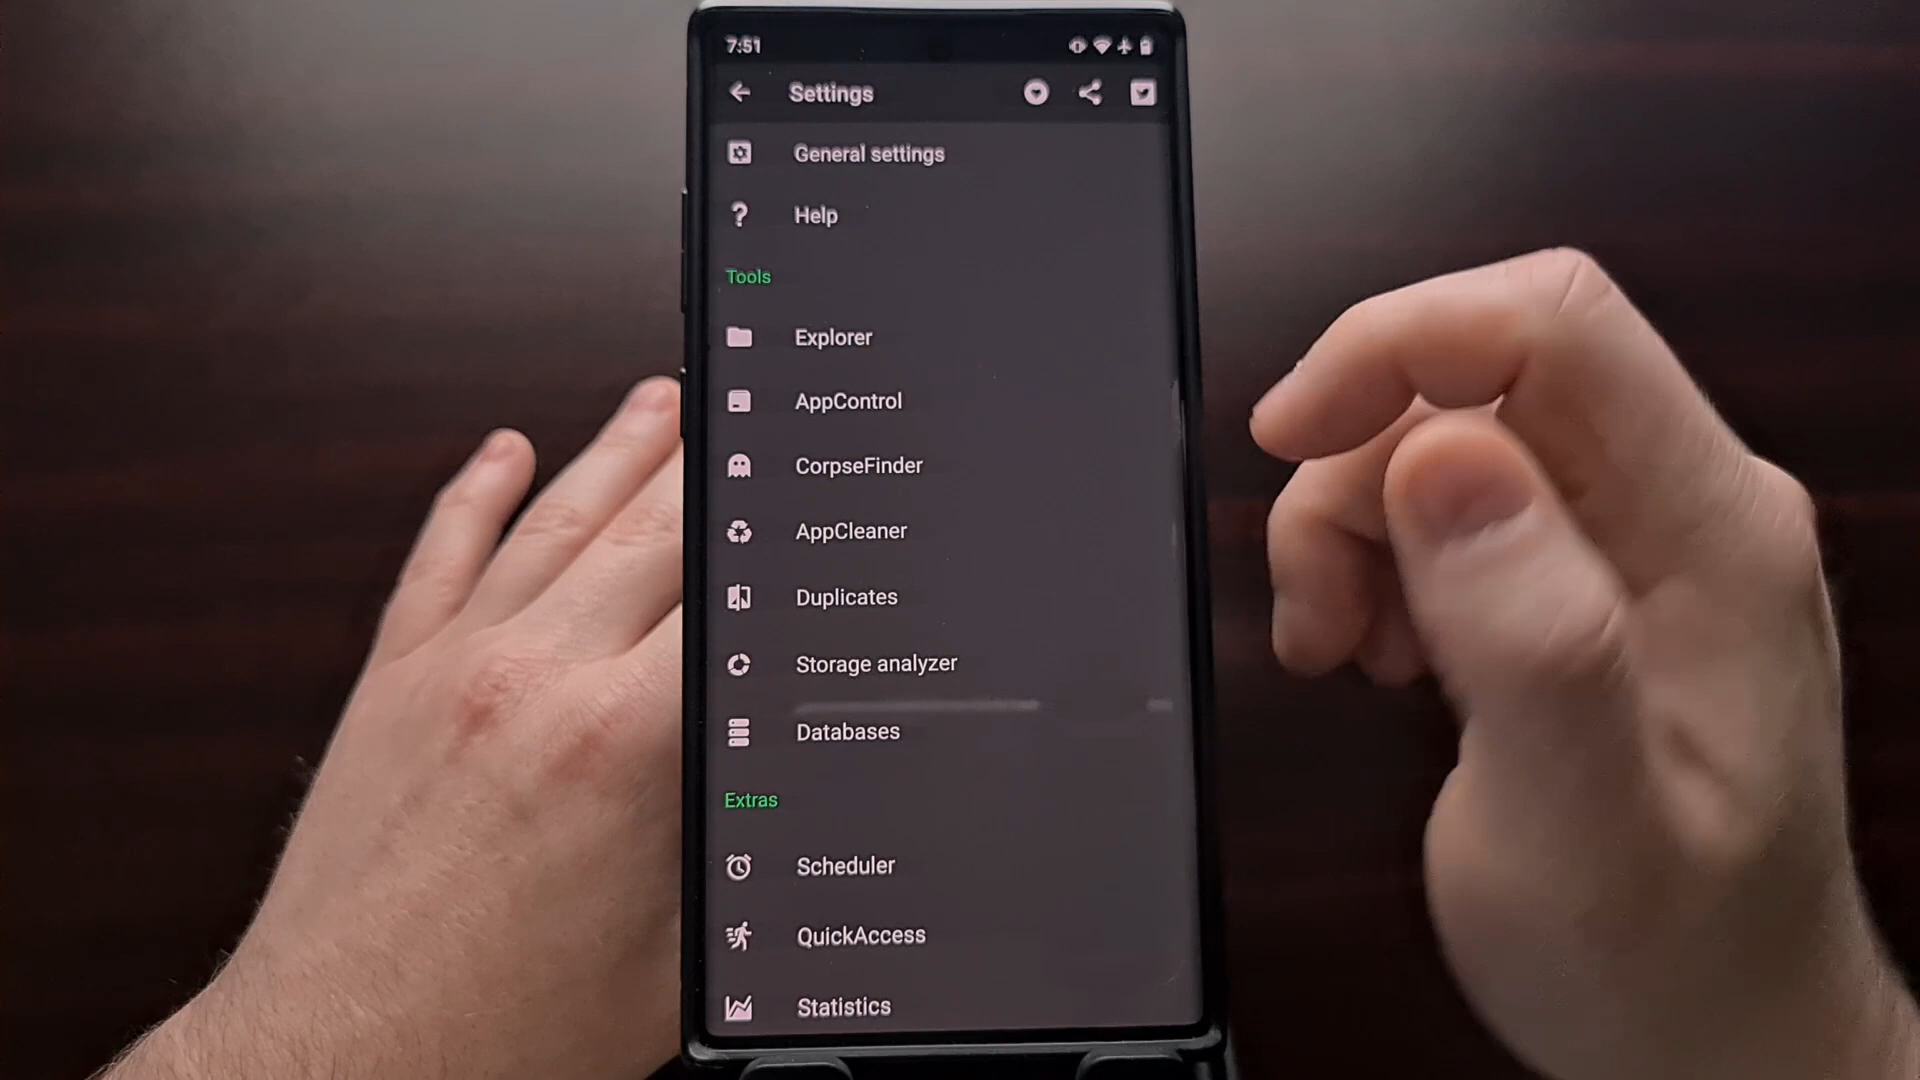 7:51
Settings
General settings
Help
Tools
Explorer
AppControl
CorpseFinder
AppCleaner
Duplicates
Storage analyzer
Databases
Extras
Scheduler
QuickAccess
Statistics